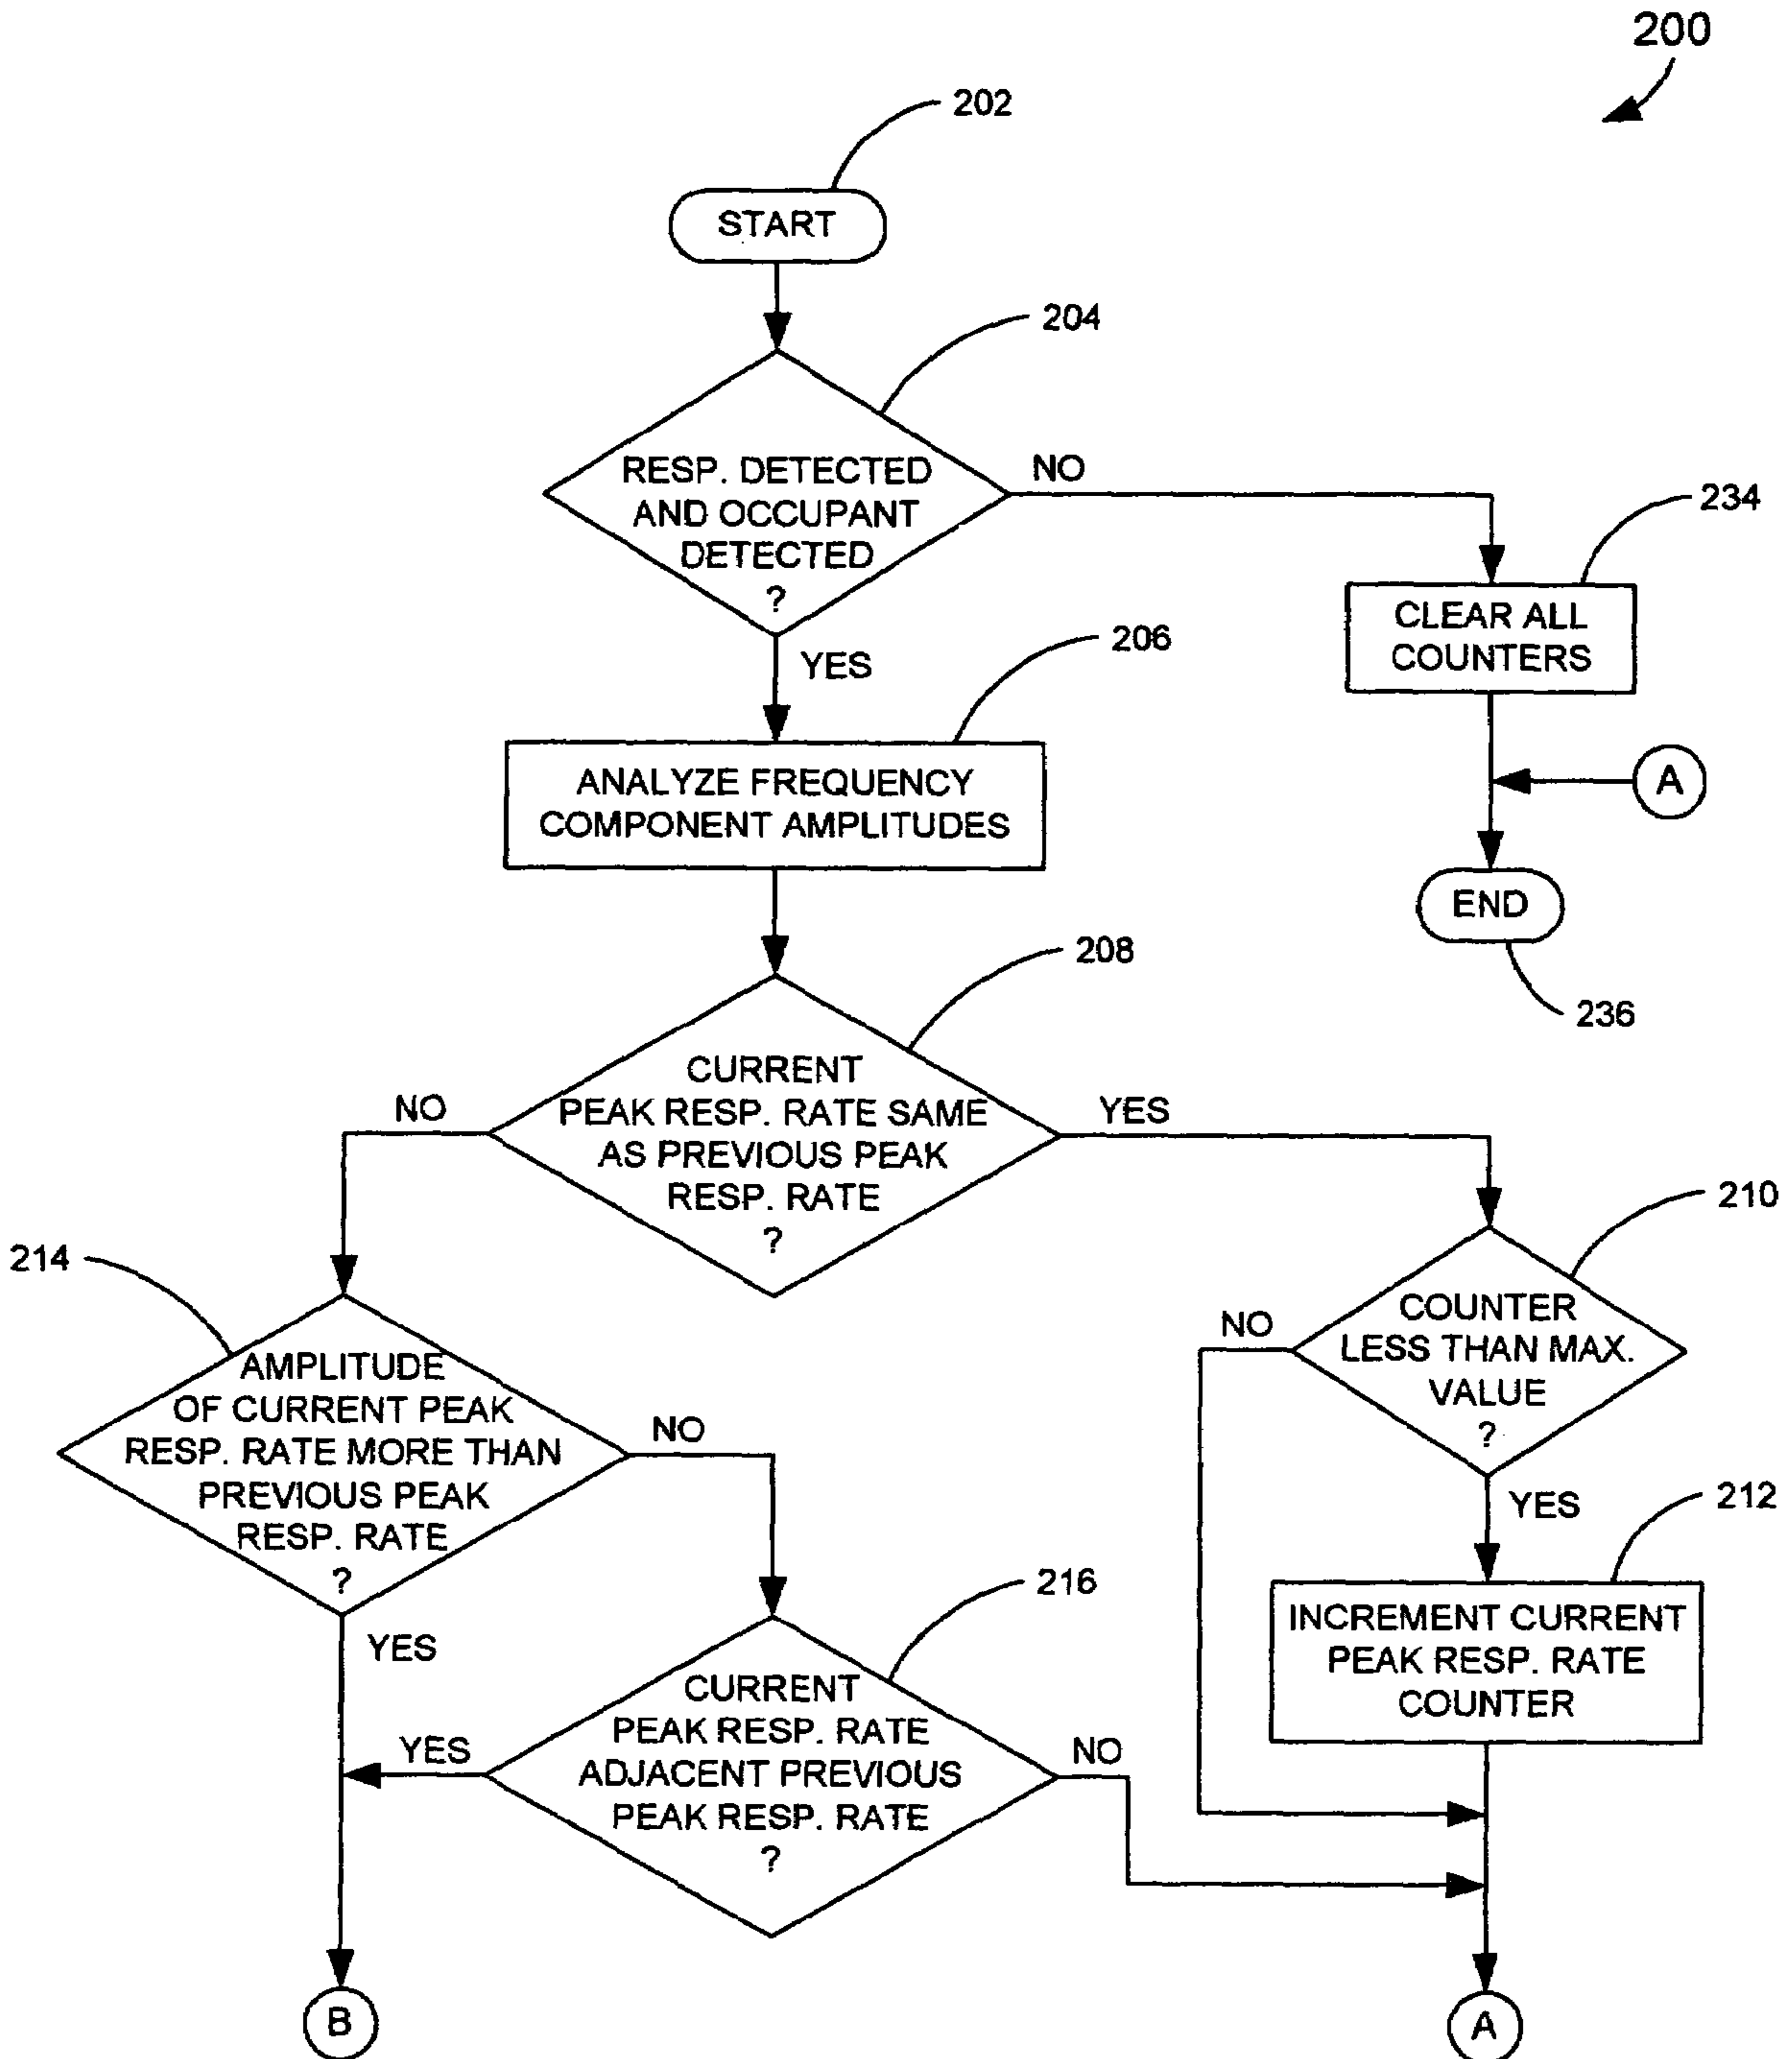 200
202
START
204
RESP. DETECTED
AND OCCUPANT
DETECTED
?
NO
234
CLEAR ALL
COUNTERS
YES
206
ANALYZE FREQUENCY
COMPONENT AMPLITUDES
A
END
236
208
CURRENT
PEAK RESP. RATE SAME
AS PREVIOUS PEAK
RESP. RATE
?
NO
YES
210
COUNTER
LESS THAN MAX.
VALUE
?
NO
YES
212
INCREMENT CURRENT
PEAK RESP. RATE
COUNTER
214
AMPLITUDE
OF CURRENT PEAK
RESP. RATE MORE THAN
PREVIOUS PEAK
RESP. RATE
?
NO
YES
216
CURRENT
PEAK RESP. RATE
ADJACENT PREVIOUS
PEAK RESP. RATE
?
YES
NO
B
A